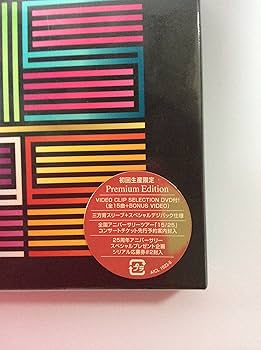 初回生産限定
Premium Edition
VIDEO CLIP SELECTION DVD付!
(全15曲+BONUS VIDEO)
三方背スリーブ+スペシャルデジパック仕様
全国アニバーサリーツアー「15/25」
コンサートチケット先行予約案内封入
25周年アニバーサリー
スペシャルプレゼント企画
シリアル応募券#2封入